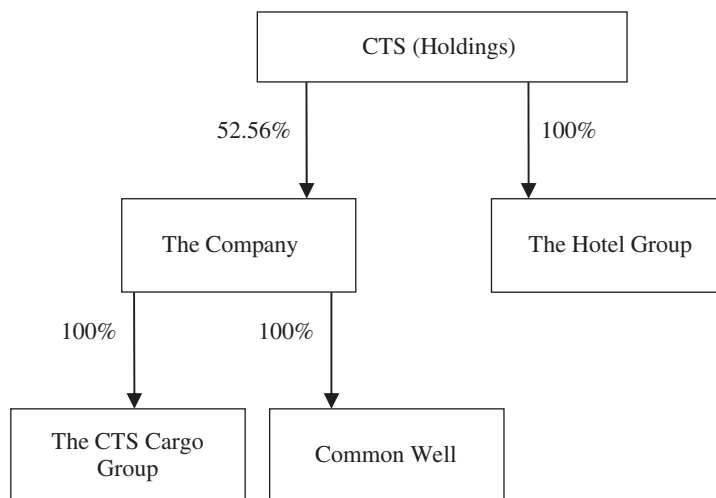 CTS (Holdings)
52.56%
100%
The Company
The Hotel Group
100%
100%
The CTS Cargo
Group
Common Well